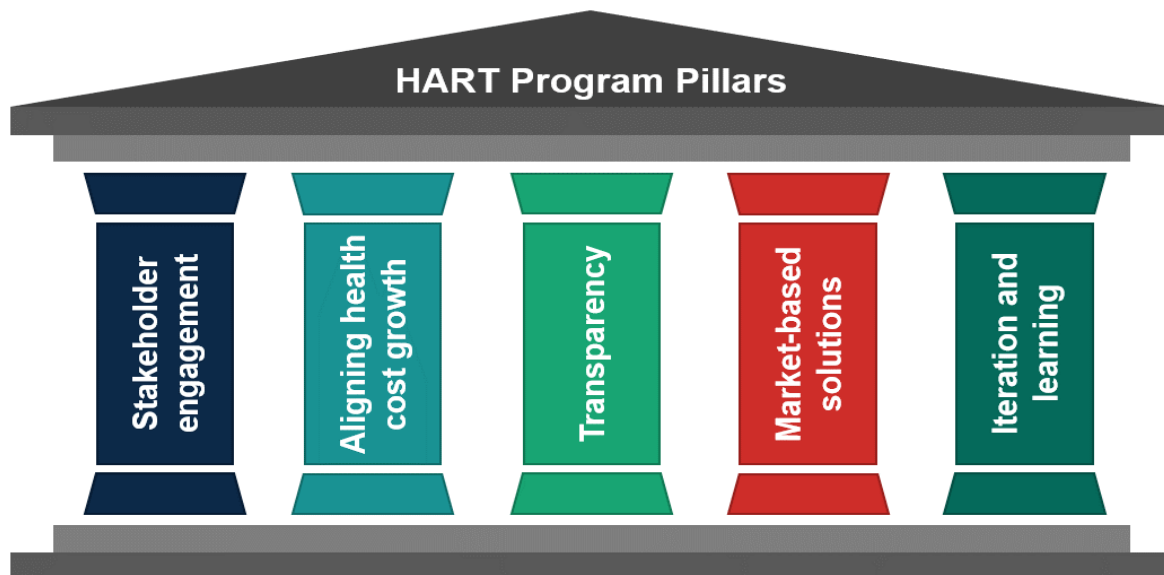 HART Program Pillars
Stakeholder
engagement
Aligning health
cost growth
Transparency
Market-based
solutions
Iteration and
learning